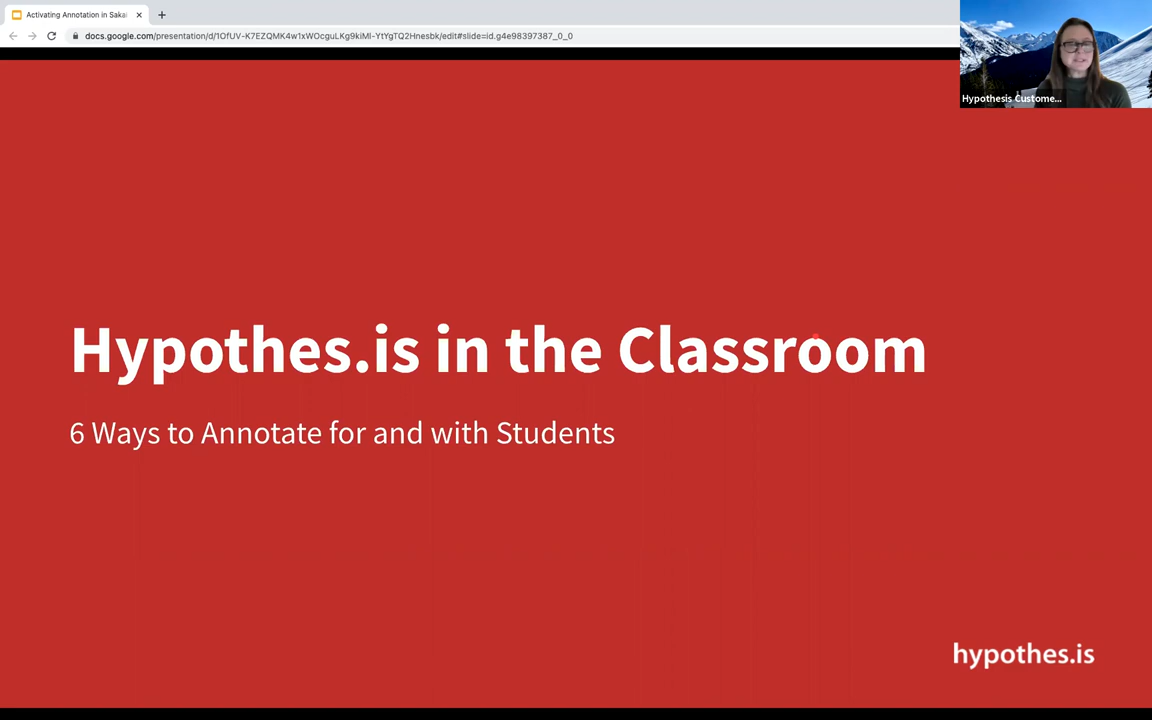 Activating Annotation in Sakai
docs.google.com/presentation/d/1OfUV-K7EZQMK4w1xWOcguLKg9kiMl-YtYgTQ2Hnesbk/edit#slide=id.g4e98397387_0_0
Hypothesis Custome...
Hypothes.is in the Classroom
6 Ways to Annotate for and with Students
hypothes.is